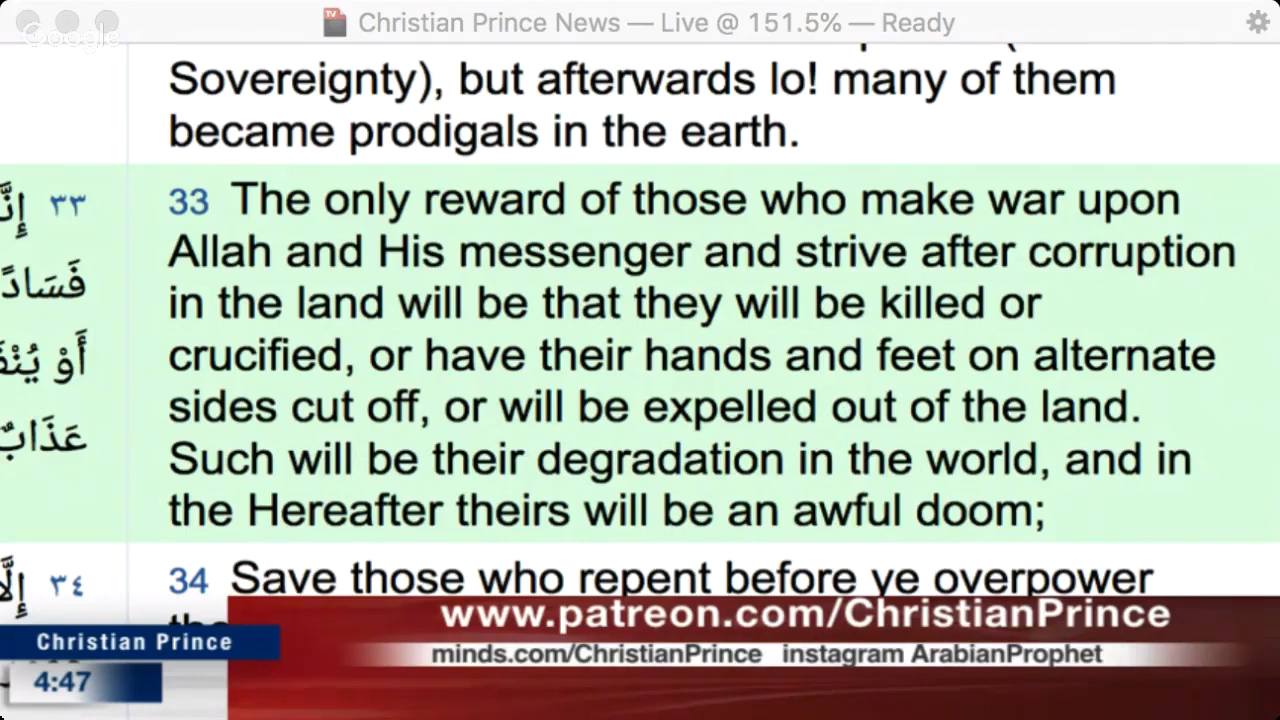 Christian Prince News — Live @ 151.5% — Ready
Google
Sovereignty), but afterwards lo! many of them
became prodigals in the earth.
٣٣ إِنَّ
فَسَادً
أَوْ
عَذَابٌ
33 The only reward of those who make war upon
Allah and His messenger and strive after corruption
in the land will be that they will be killed or
crucified, or have their hands and feet on alternate
sides cut off, or will be expelled out of the land.
Such will be their degradation in the world, and in
the Hereafter theirs will be an awful doom;
٣٤ إِلَّا
34 Save those who repent before ye overpower
www.patreon.com/ChristianPrince
Christian Prince
minds.com/ChristianPrince instagram ArabianProphet
4:47